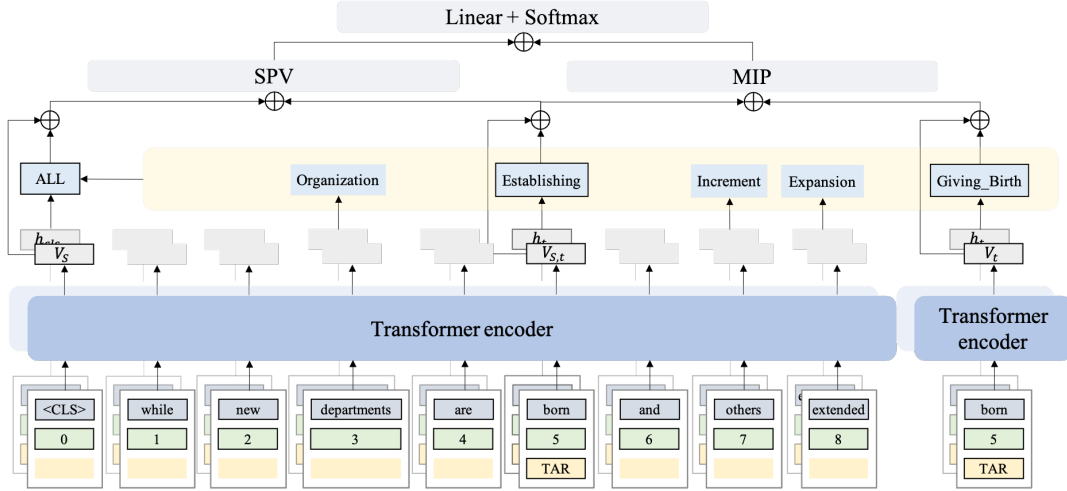 Linear + Softmax
SPV
MIP
ALL
Organization
Establishing
Increment
Expansion
Giving_Birth
V_S
V_{S,t}
V_t
Transformer encoder
Transformer
encoder
<CLS> while new departments are born and others extended born
0 1 2 3 4 5 6 7 8 5
TAR TAR